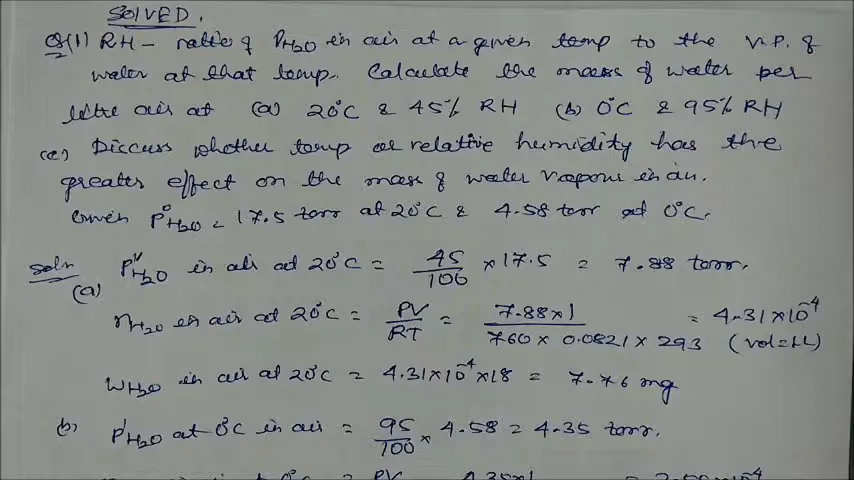 SOLVED.
Q(1) RH - ratio of P_H2O in air at a given temp to the V.P. of
water at that temp. Calculate the mass of water per
litre air at (a) 20°C & 45% RH (b) 0°C & 95% RH
(c) Discuss whether temp or relative humidity has the
greater effect on the mass of water vapour in air.
Given P°H2O = 17.5 torr at 20°C & 4.58 torr at 0°C.
Soln (a) P'H2O in air at 20°C = 45/100 × 17.5 = 7.88 torr.
nH2O in air at 20°C = PV/RT = 7.88×1/760 × 0.0821 × 293 = 4.31×10^-4 (vol=1L)
WH2O in air at 20°C = 4.31×10^-4 × 18 = 7.76 mg
(b) P'H2O at 0°C in air = 95/100 × 4.58 = 4.35 torr.